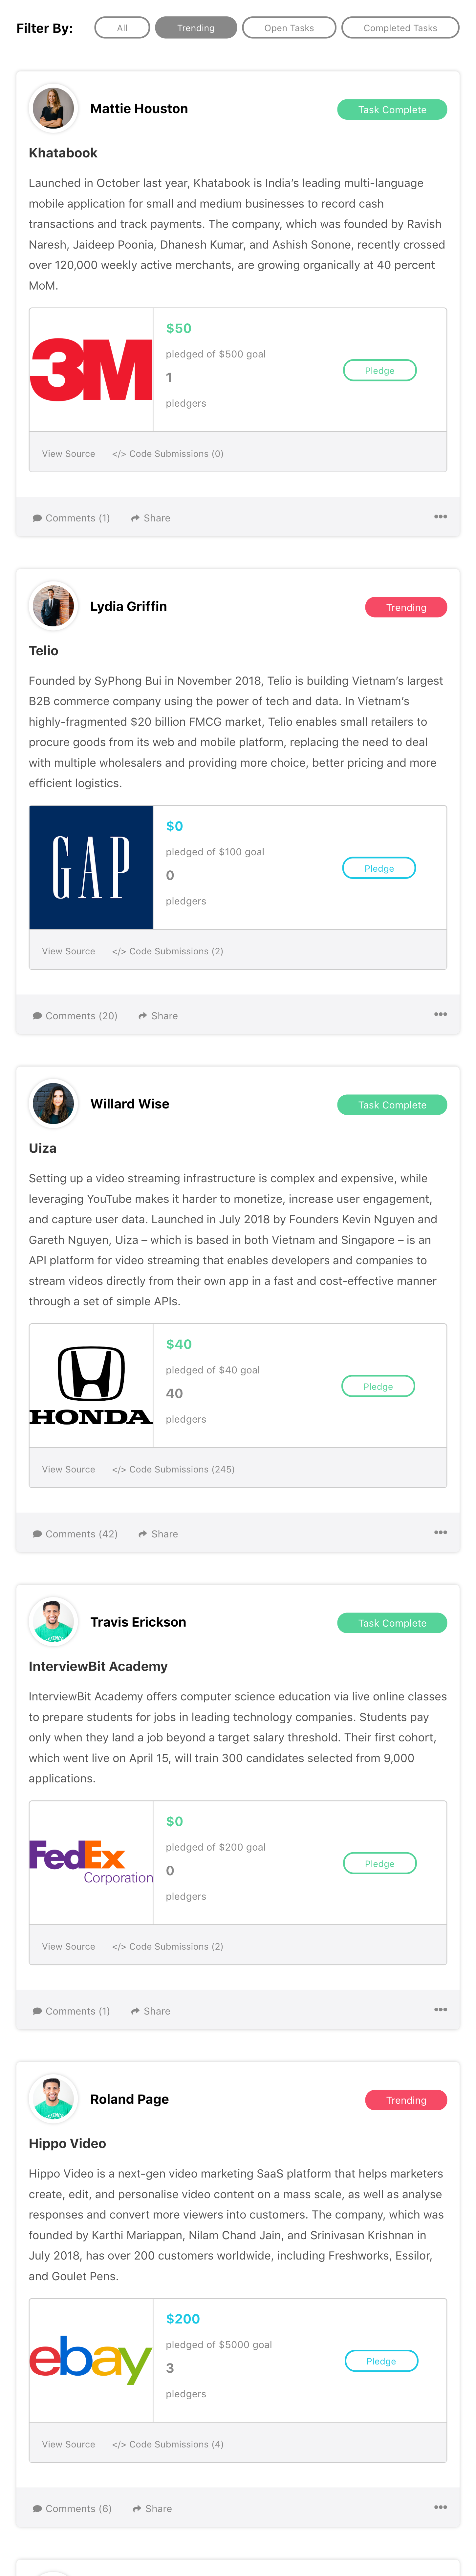 Filter By:
All
Trending
Open Tasks
Completed Tasks
Mattie Houston
Task Complete
Khatabook
Launched in October last year, Khatabook is India’s leading multi-language
mobile application for small and medium businesses to record cash
transactions and track payments. The company, which was founded by Ravish
Naresh, Jaideep Poonia, Dhanesh Kumar, and Ashish Sonone, recently crossed
over 120,000 weekly active merchants, are growing organically at 40 percent
MoM.
3M
$50
pledged of $500 goal
1
pledgers
Pledge
View Source </> Code Submissions (0)
Comments (1) Share
Lydia Griffin
Trending
Telio
Founded by SyPhong Bui in November 2018, Telio is building Vietnam’s largest
B2B commerce company using the power of tech and data. In Vietnam’s
highly-fragmented $20 billion FMCG market, Telio enables small retailers to
procure goods from its web and mobile platform, replacing the need to deal
with multiple wholesalers and providing more choice, better pricing and more
efficient logistics.
GAP
$0
pledged of $100 goal
0
pledgers
Pledge
View Source </> Code Submissions (2)
Comments (20) Share
Willard Wise
Task Complete
Uiza
Setting up a video streaming infrastructure is complex and expensive, while
leveraging YouTube makes it harder to monetize, increase user engagement,
and capture user data. Launched in July 2018 by Founders Kevin Nguyen and
Gareth Nguyen, Uiza – which is based in both Vietnam and Singapore – is an
API platform for video streaming that enables developers and companies to
stream videos directly from their own app in a fast and cost-effective manner
through a set of simple APIs.
HONDA
$40
pledged of $40 goal
40
pledgers
Pledge
View Source </> Code Submissions (245)
Comments (42) Share
Travis Erickson
Task Complete
InterviewBit Academy
InterviewBit Academy offers computer science education via live online classes
to prepare students for jobs in leading technology companies. Students pay
only when they land a job beyond a target salary threshold. Their first cohort,
which went live on April 15, will train 300 candidates selected from 9,000
applications.
FedEx
Corporation
$0
pledged of $200 goal
0
pledgers
Pledge
View Source </> Code Submissions (2)
Comments (1) Share
Roland Page
Trending
Hippo Video
Hippo Video is a next-gen video marketing SaaS platform that helps marketers
create, edit, and personalise video content on a mass scale, as well as analyse
responses and convert more viewers into customers. The company, which was
founded by Karthi Mariappan, Nilam Chand Jain, and Srinivasan Krishnan in
July 2018, has over 200 customers worldwide, including Freshworks, Essilor,
and Goulet Pens.
ebay
$200
pledged of $5000 goal
3
pledgers
Pledge
View Source </> Code Submissions (4)
Comments (6) Share